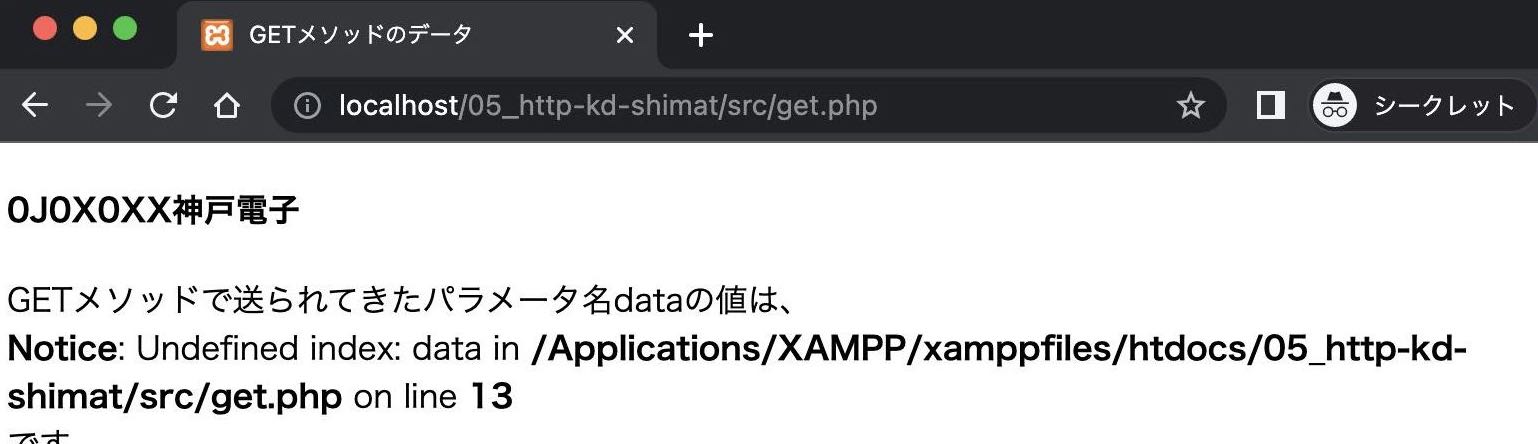 GETメソッドのデータ
localhost/05_http-kd-shimat/src/get.php
シークレット
0J0X0XX神戸電子
GETメソッドで送られてきたパラメータ名dataの値は、
Notice: Undefined index: data in /Applications/XAMPP/xamppfiles/htdocs/05_http-kd-
shimat/src/get.php on line 13
です